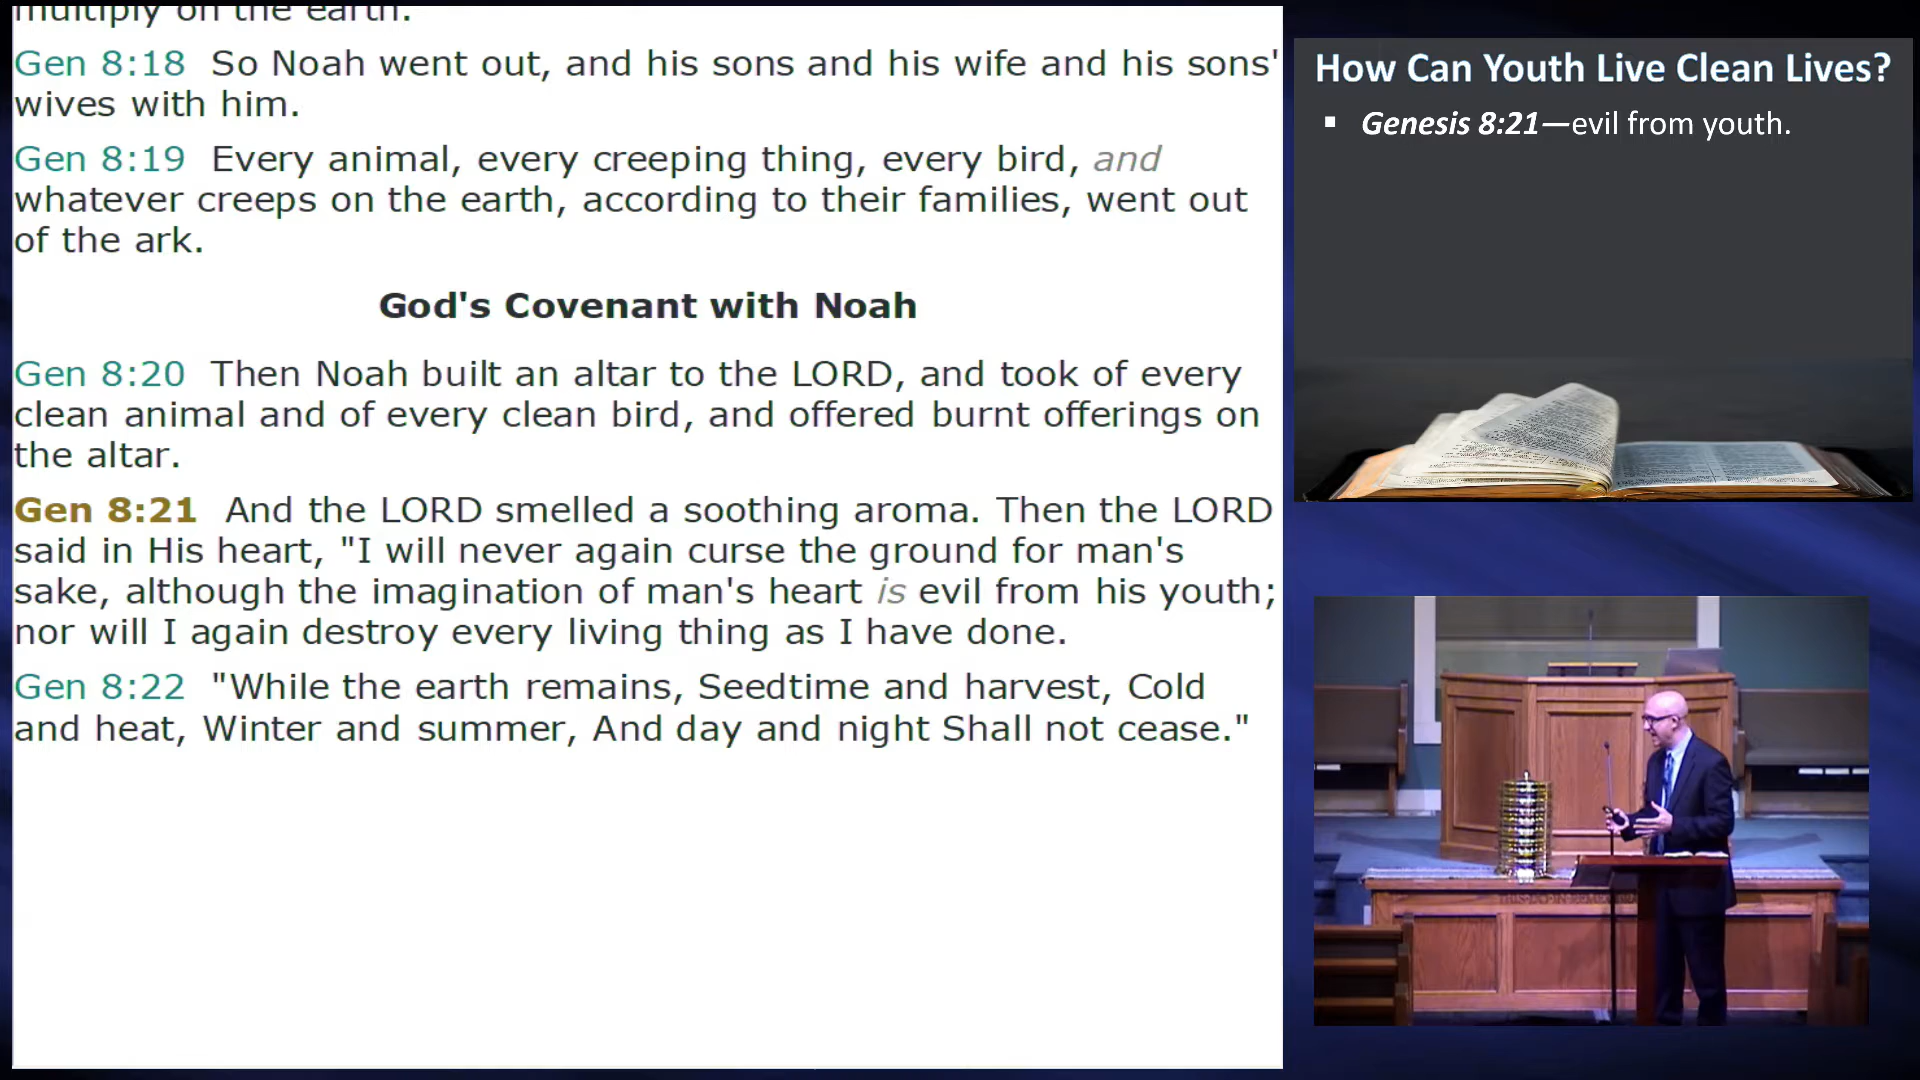 multiply on the earth.
Gen 8:18 So Noah went out, and his sons and his wife and his sons'
wives with him.
Gen 8:19 Every animal, every creeping thing, every bird, and
whatever creeps on the earth, according to their families, went out
of the ark.
God's Covenant with Noah
Gen 8:20 Then Noah built an altar to the LORD, and took of every
clean animal and of every clean bird, and offered burnt offerings on
the altar.
Gen 8:21 And the LORD smelled a soothing aroma. Then the LORD
said in His heart, "I will never again curse the ground for man's
sake, although the imagination of man's heart is evil from his youth;
nor will I again destroy every living thing as I have done.
Gen 8:22 "While the earth remains, Seedtime and harvest, Cold
and heat, Winter and summer, And day and night Shall not cease."
How Can Youth Live Clean Lives?
▪ Genesis 8:21—evil from youth.